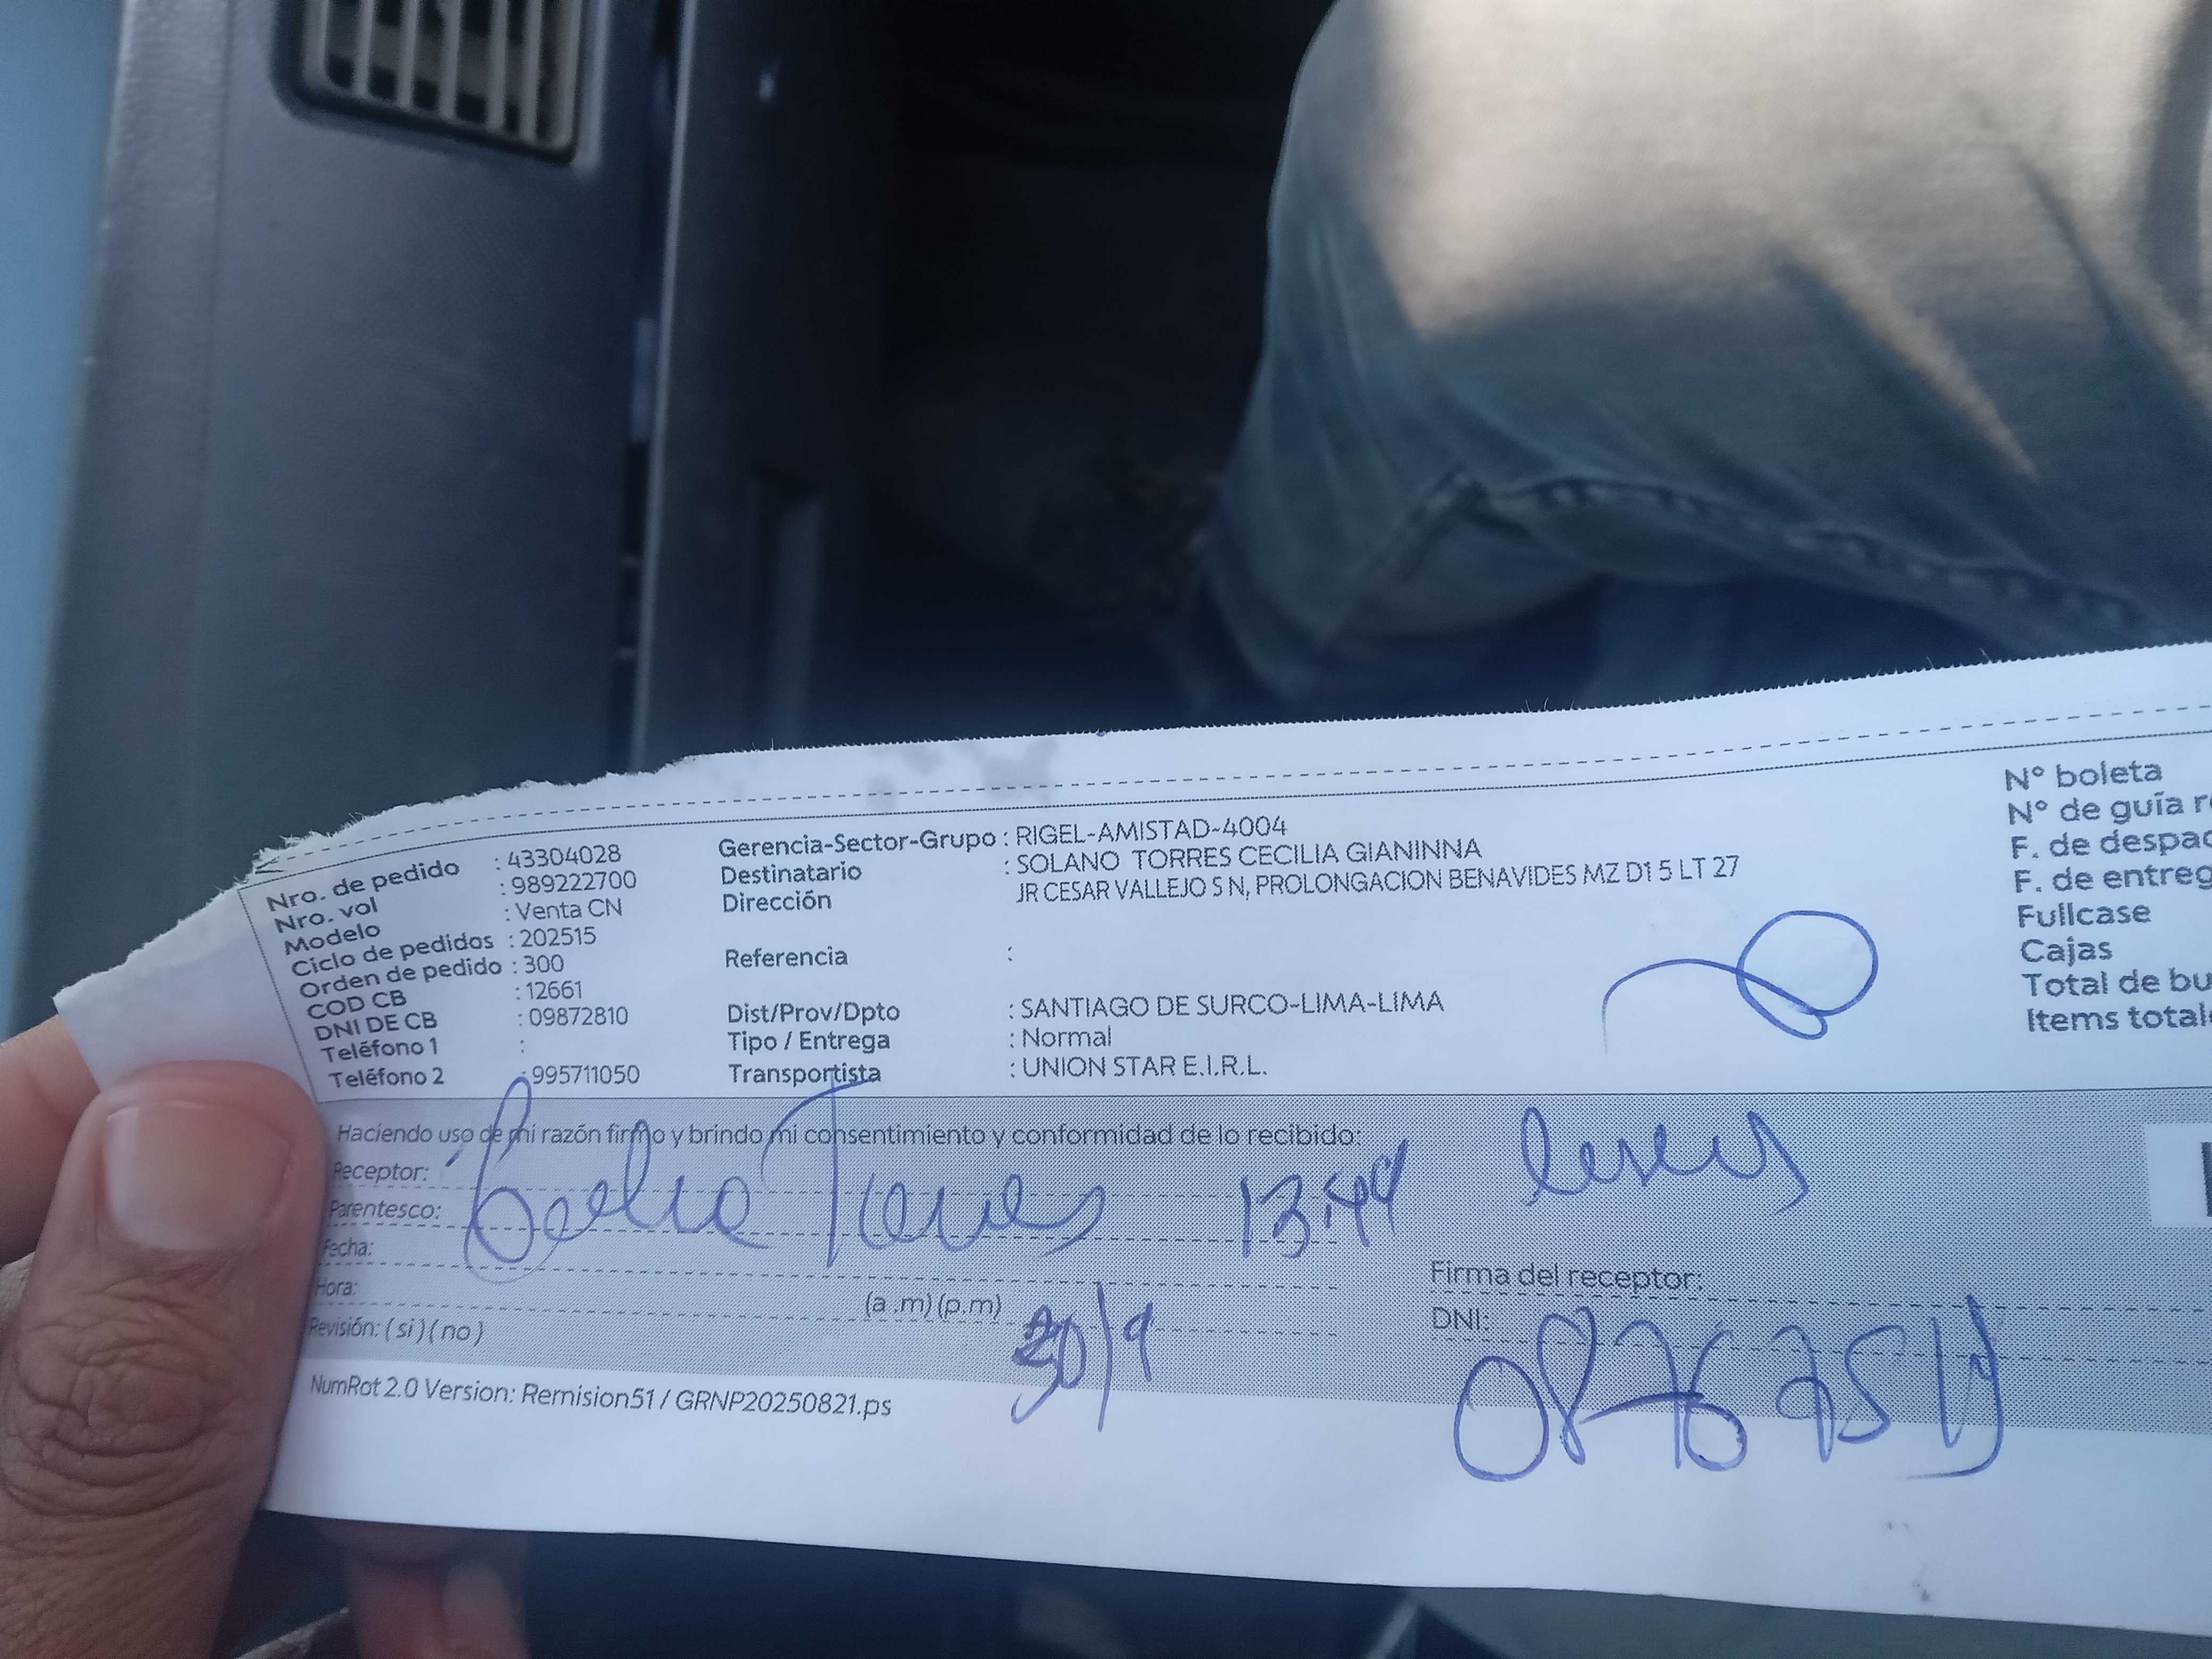 Nro. de pedido : 43304028
Nro. vol : 989222700
Modelo : Venta CN
Ciclo de pedidos : 202515
Orden de pedido : 300
COD CB : 12661
DNI DE CB : 09872810
Teléfono 1 :
Teléfono 2 : 995711050
Gerencia-Sector-Grupo : RIGEL-AMISTAD-4004
Destinatario : SOLANO TORRES CECILIA GIANINNA
Dirección JR CESAR VALLEJO S N, PROLONGACION BENAVIDES MZ D1 5 LT 27
Referencia :
Dist/Prov/Dpto : SANTIAGO DE SURCO-LIMA-LIMA
Tipo / Entrega : Normal
Transportista : UNION STAR E.I.R.L.
N° boleta
N° de guía r
F. de despac
F. de entreg
Fullcase
Cajas
Total de bu
Items total
Haciendo uso de mi razón firmo y brindo mi consentimiento y conformidad de lo recibido:
Receptor:
Parentesco:
Fecha:
Hora: (a .m) (p.m)
Revisión: ( si ) ( no )
13:44
30/9
Firma del receptor:
DNI:
NumRot 2.0 Version: Remision51 / GRNP20250821.ps